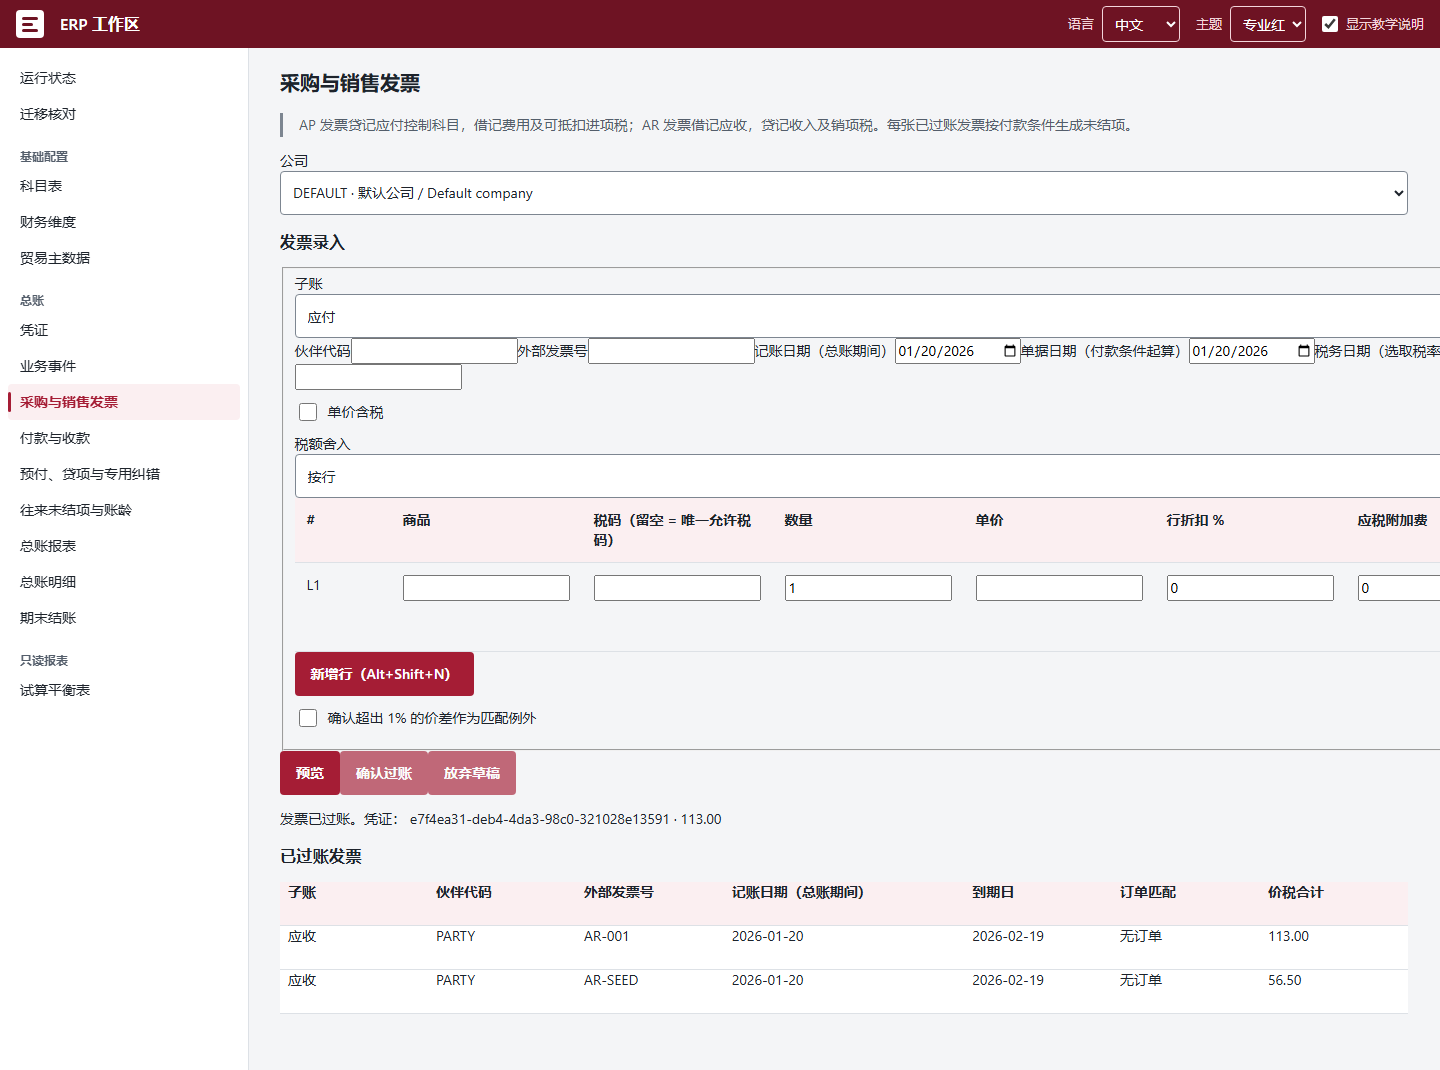 ERP 工作区
语言 中文 主题 专业红 显示教学说明
运行状态
迁移核对
基础配置
科目表
财务维度
贸易主数据
总账
凭证
业务事件
采购与销售发票
付款与收款
预付、贷项与专用纠错
往来未结项与账龄
总账报表
总账明细
期末结账
只读报表
试算平衡表
采购与销售发票
AP 发票贷记应付控制科目，借记费用及可抵扣进项税；AR 发票借记应收，贷记收入及销项税。每张已过账发票按付款条件生成未结项。
公司
DEFAULT · 默认公司 / Default company
发票录入
子账
应付
伙伴代码 外部发票号 记账日期（总账期间） 01/20/2026 单据日期（付款条件起算） 01/20/2026 税务日期（选取税率
单价含税
税额舍入
按行
# 商品 税码（留空 = 唯一允许税码） 数量 单价 行折扣 % 应税附加费
L1 1 0 0
新增行（Alt+Shift+N）
确认超出 1% 的价差作为匹配例外
预览 确认过账 放弃草稿
发票已过账。凭证： e7f4ea31-deb4-4da3-98c0-321028e13591 · 113.00
已过账发票
子账 伙伴代码 外部发票号 记账日期（总账期间） 到期日 订单匹配 价税合计
应收 PARTY AR-001 2026-01-20 2026-02-19 无订单 113.00
应收 PARTY AR-SEED 2026-01-20 2026-02-19 无订单 56.50